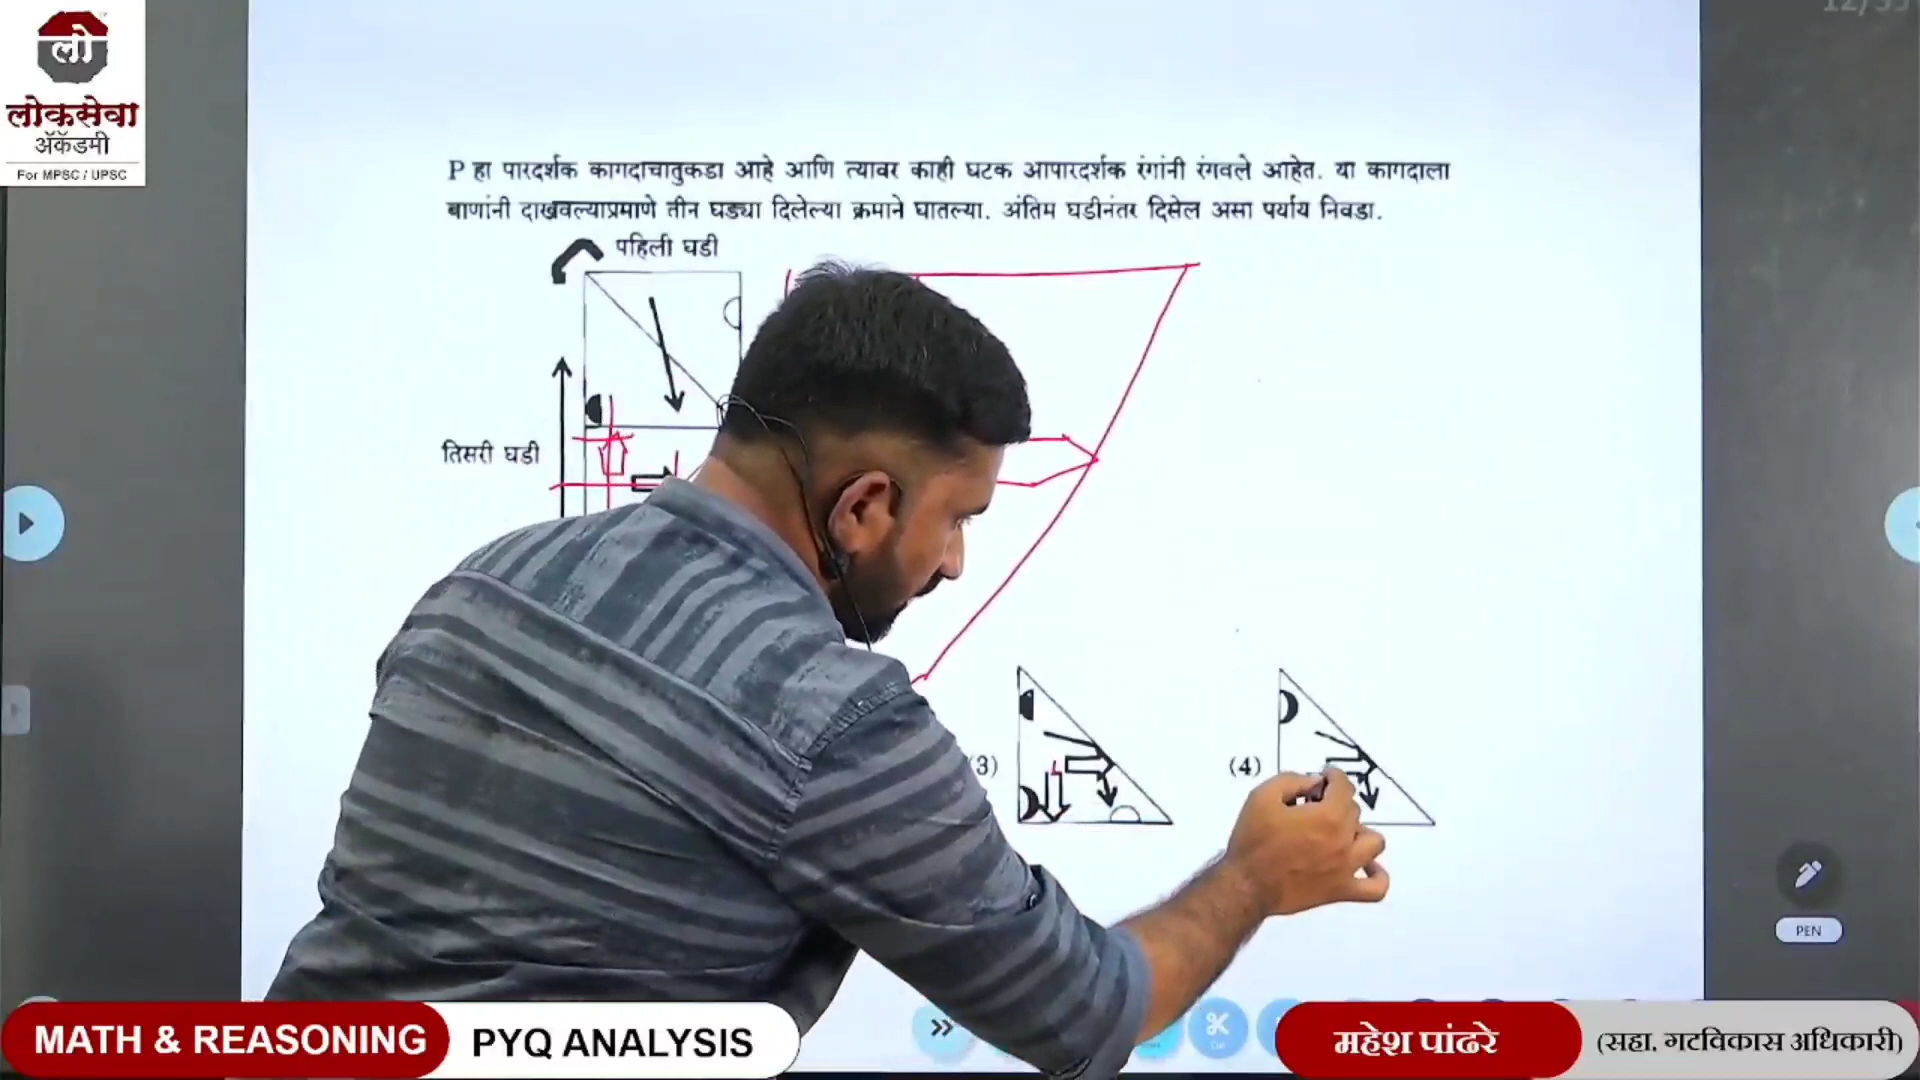 लो
लोकसेवा
ॲकॅडमी
For MPSC / UPSC
P हा पारदर्शक कागदाचातुकडा आहे आणि त्यावर काही घटक आपारदर्शक रंगांनी रंगवले आहेत. या कागदाला
बाणांनी दाखवल्याप्रमाणे तीन घड्या दिलेल्या क्रमाने घातल्या. अंतिम घडीनंतर दिसेल असा पर्याय निवडा.
पहिली घडी
तिसरी घडी
3)
(4)
PEN
MATH & REASONING
PYQ ANALYSIS
महेश पांढरे
(सहा. गटविकास अधिकारी)